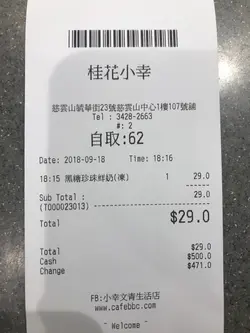 桂花小幸
慈雲山毓華街23號慈雲山中心1樓107號舖
Tel : 3428-2663
#: 2
自取:62
Date: 2018-09-18 Time: 18:16
18:15 黑糖珍珠鮮奶(凍) 1 29.0
Sub Total : 29.0
(T000023013)
Total $29.0
Total $29.0
Cash $500.0
Change $471.0
FB:小幸文青生活店
www.cafebbc.com
~ Welcome ~